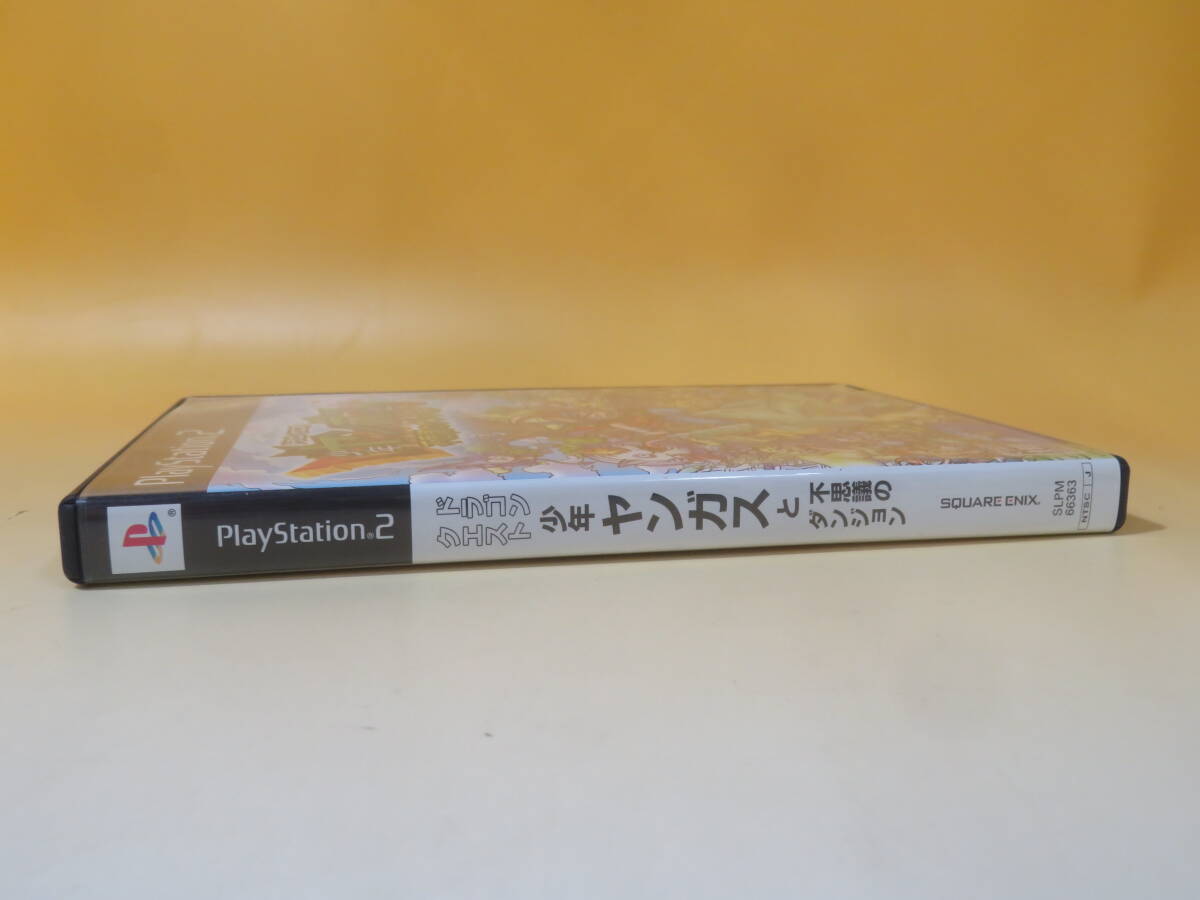 PlayStation®2
®
PlayStation®2
ドラゴン
クエスト
少年ヤンガスと
不思議の
ダンジョン
SQUARE ENIX®
SLPM
66363
NTSC J